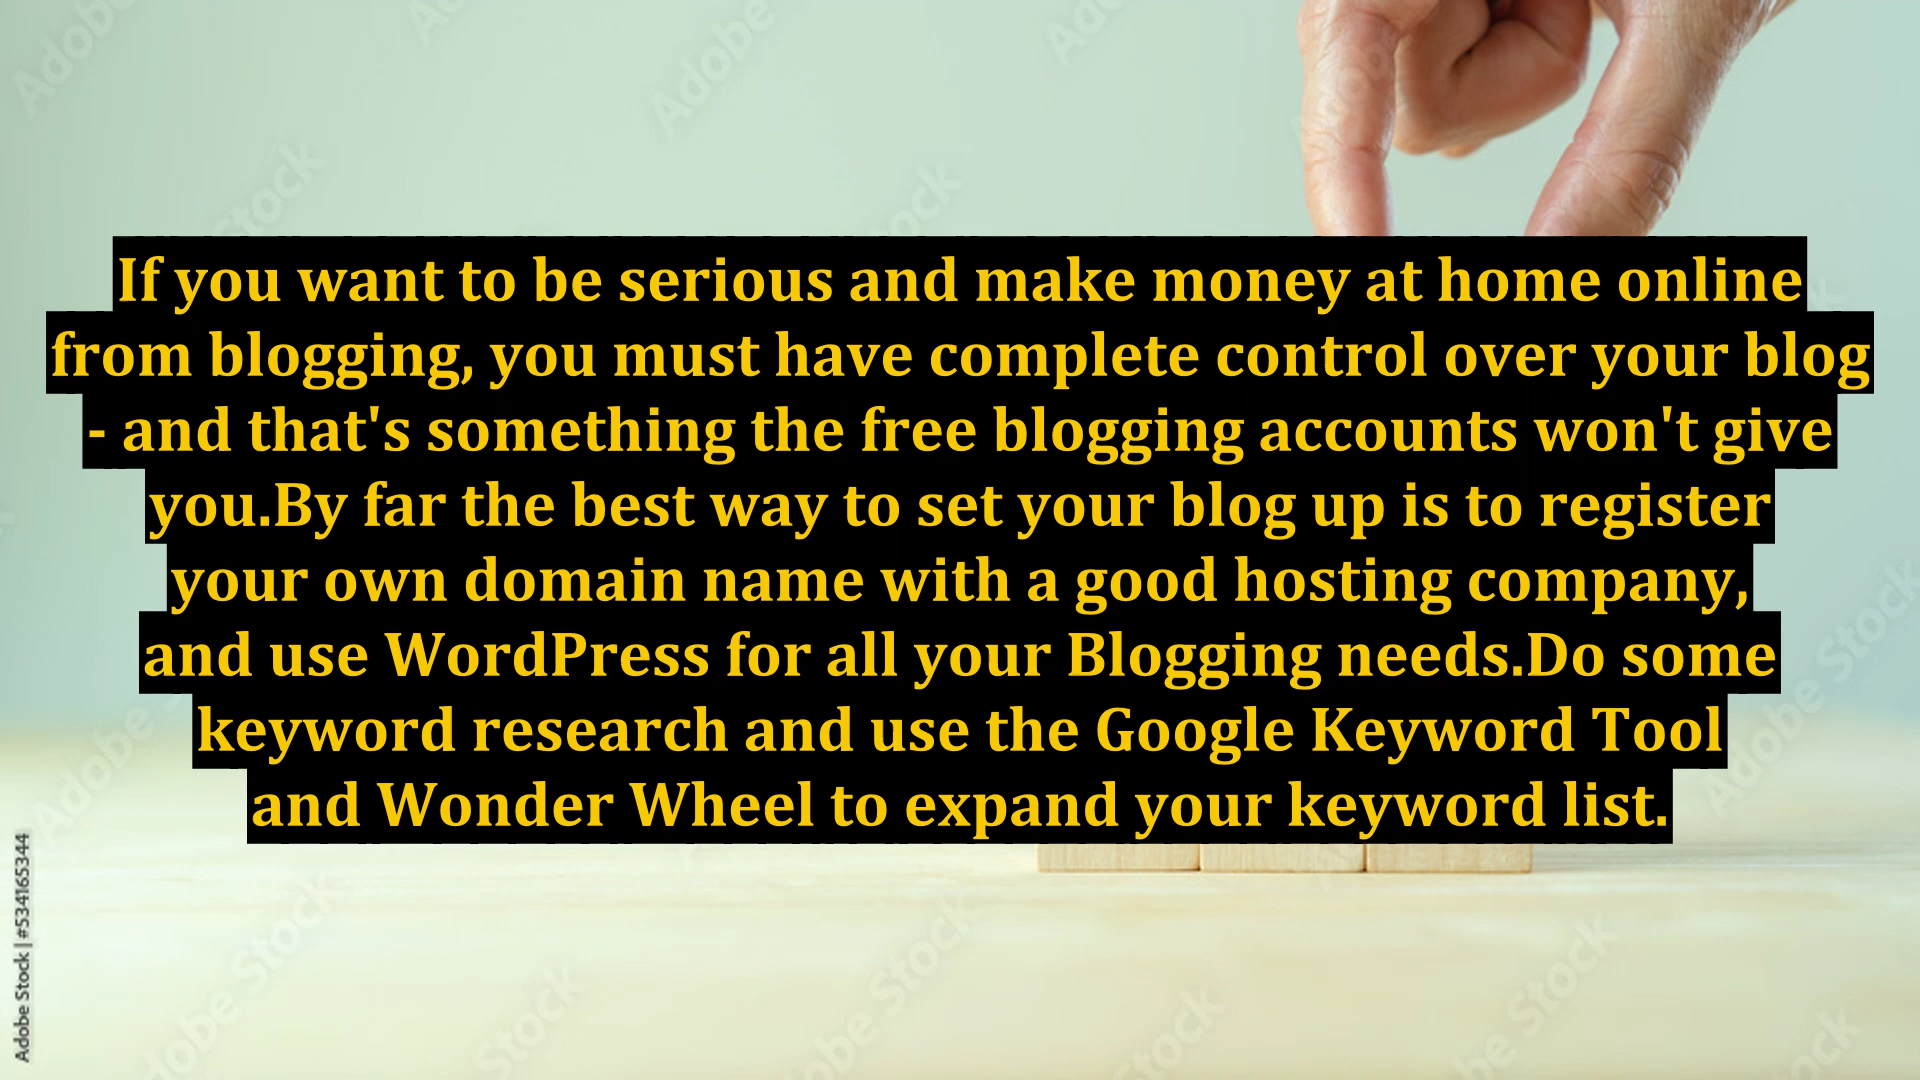 If you want to be serious and make money at home online
from blogging, you must have complete control over your blog
- and that's something the free blogging accounts won't give
you.By far the best way to set your blog up is to register
your own domain name with a good hosting company,
and use WordPress for all your Blogging needs.Do some
keyword research and use the Google Keyword Tool
and Wonder Wheel to expand your keyword list.
Adobe Stock | #534165344
Adobe Stock